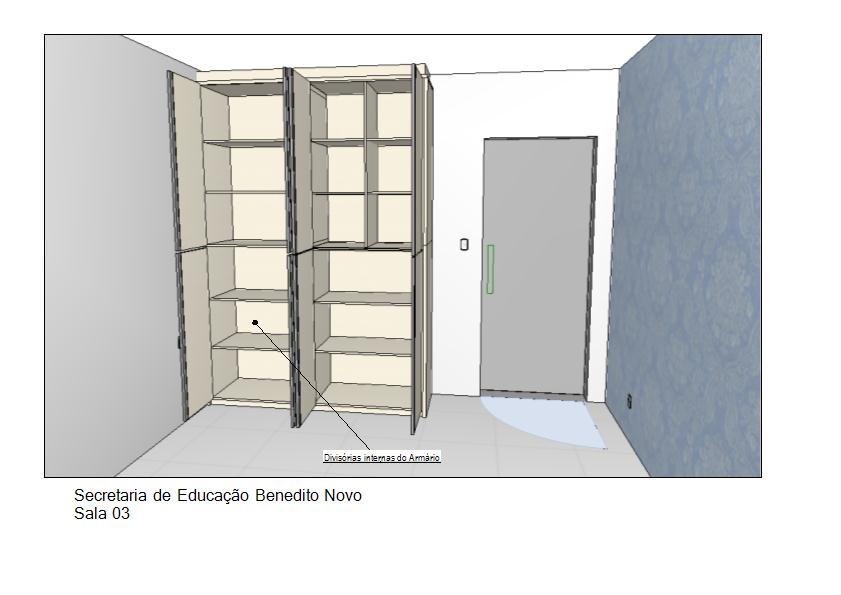 Divisórias internas do Armário
Secretaria de Educação Benedito Novo
Sala 03